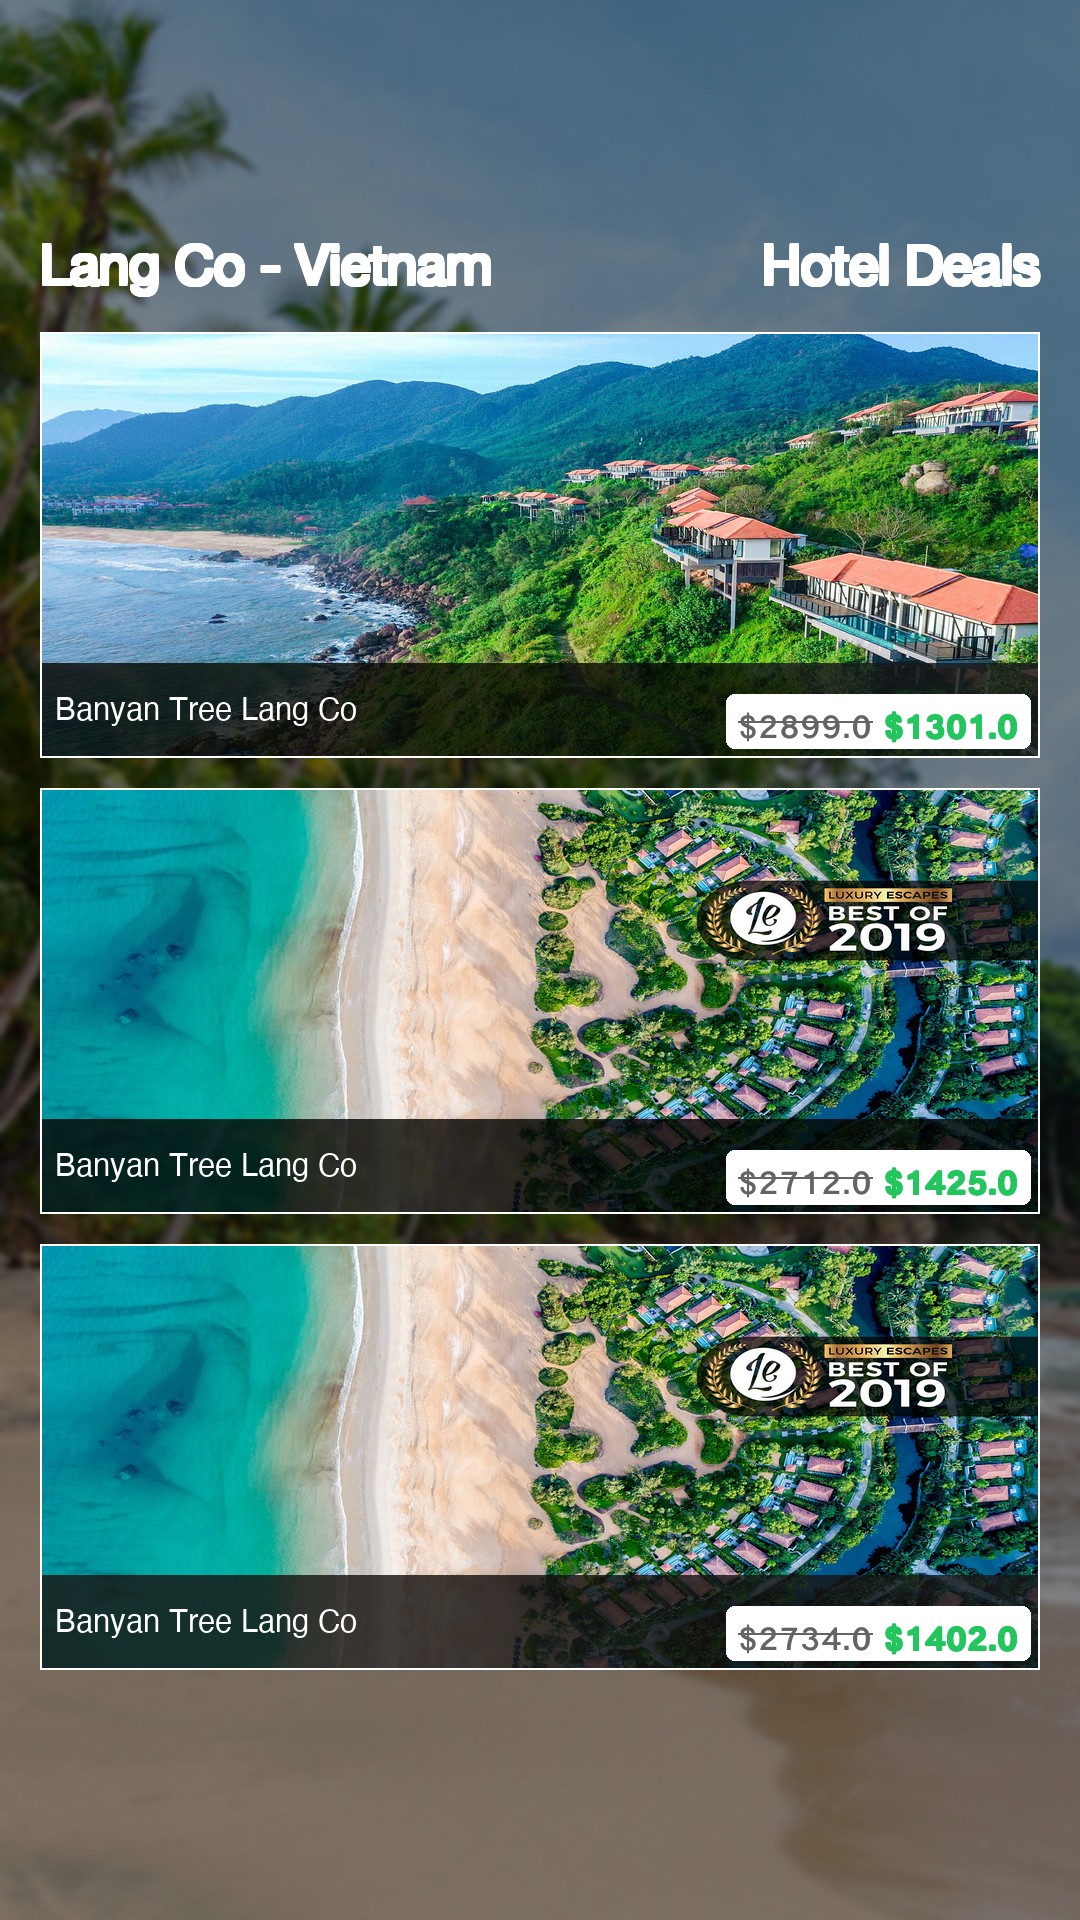 Lang Co - Vietnam
Hotel Deals
Banyan Tree Lang Co
$2899.0 $1301.0
Le
LUXURY ESCAPES
BEST OF
2019
Banyan Tree Lang Co
$2712.0 $1425.0
Le
LUXURY ESCAPES
BEST OF
2019
Banyan Tree Lang Co
$2734.0 $1402.0